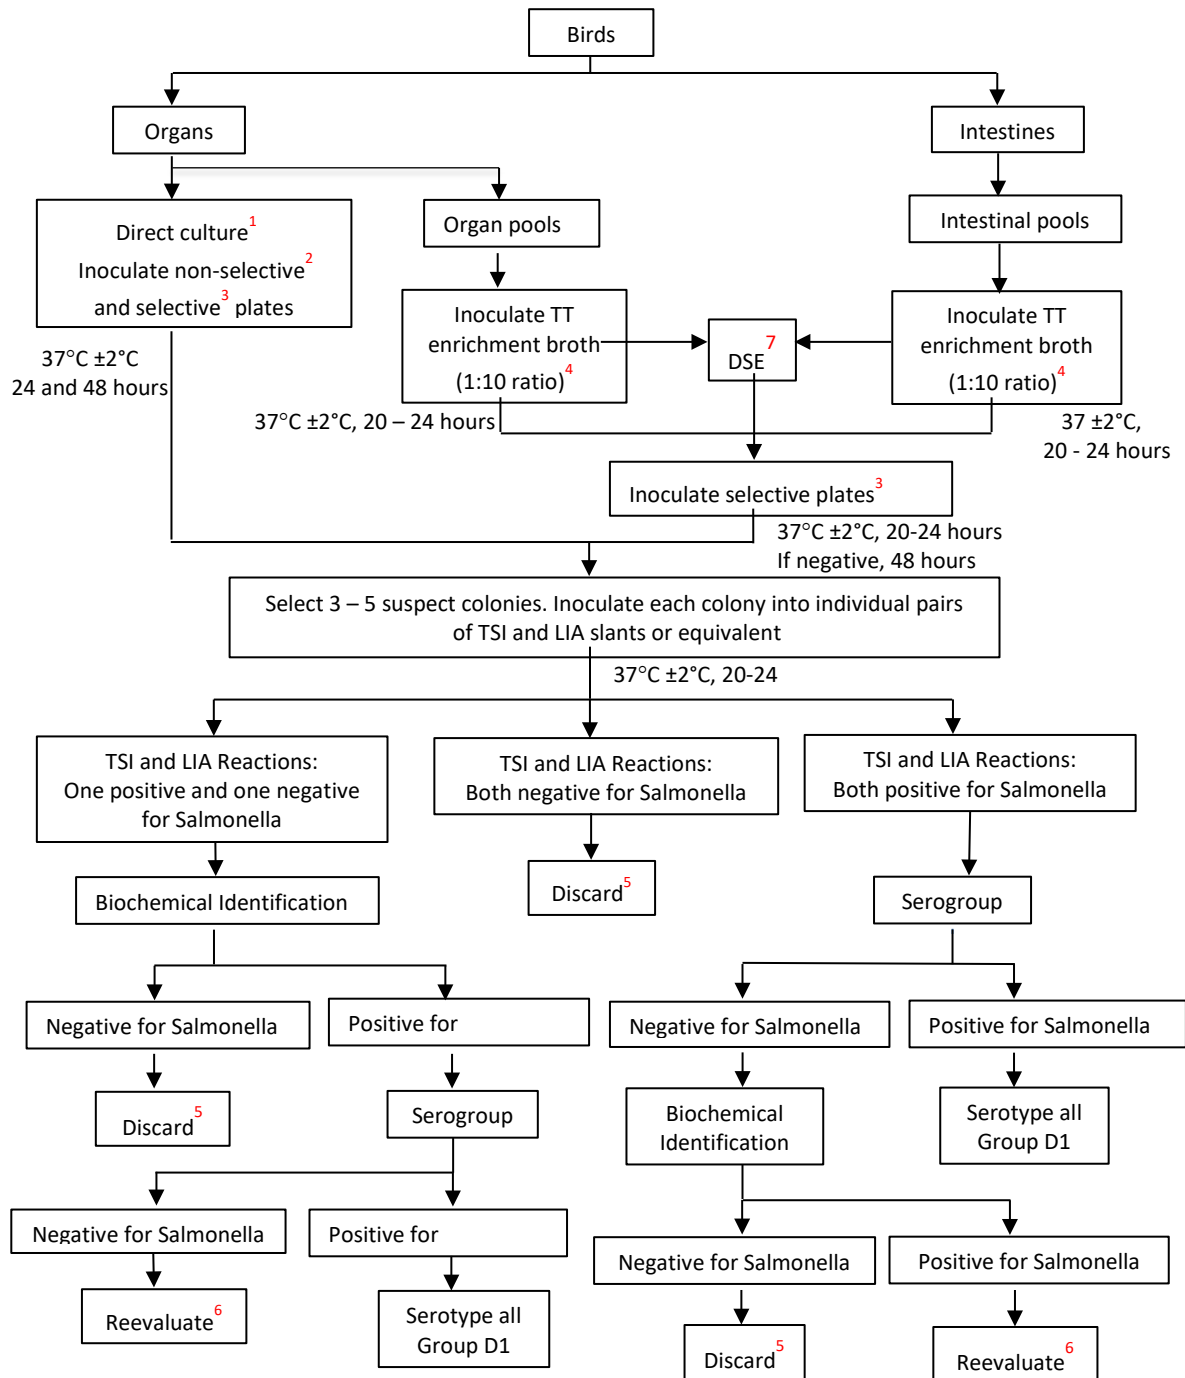 Birds
Organs
Intestines
Direct culture1
Inoculate non-selective2
and selective3 plates
Organ pools
Intestinal pools
Inoculate TT
enrichment broth
(1:10 ratio)4
7
DSE
Inoculate TT
enrichment broth
(1:10 ratio)4
37°C ±2°C
24 and 48 hours
37°C ±2°C, 20 – 24 hours
37 ±2°C,
20 - 24 hours
Inoculate selective plates3
37°C ±2°C, 20-24 hours
If negative, 48 hours
Select 3 – 5 suspect colonies. Inoculate each colony into individual pairs
of TSI and LIA slants or equivalent
37°C ±2°C, 20-24
TSI and LIA Reactions:
One positive and one negative
for Salmonella
TSI and LIA Reactions:
Both negative for Salmonella
TSI and LIA Reactions:
Both positive for Salmonella
Biochemical Identification
Discard5
Serogroup
Negative for Salmonella
Positive for
Negative for Salmonella
Positive for Salmonella
Discard5
Serogroup
Biochemical
Identification
Serotype all
Group D1
Negative for Salmonella
Positive for
Negative for Salmonella
Positive for Salmonella
Reevaluate6
Serotype all
Group D1
Discard5
Reevaluate6